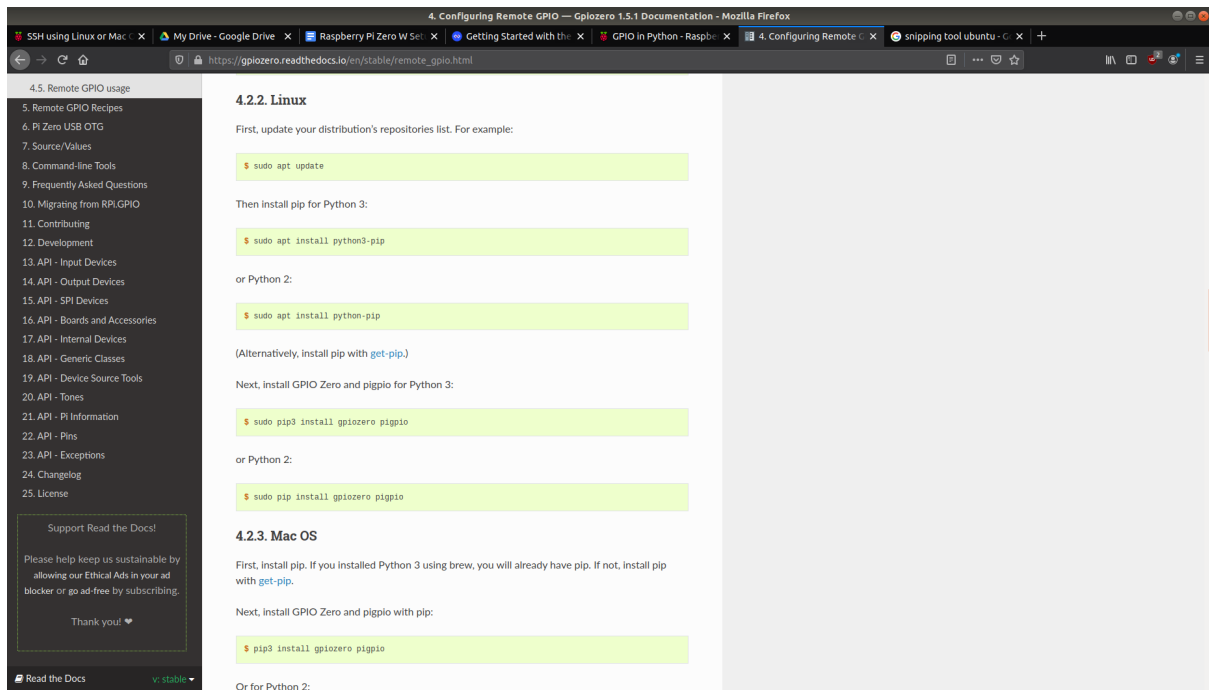 4. Configuring Remote GPIO — Gpiozero 1.5.1 Documentation - Mozilla Firefox
SSH using Linux or Mac
My Drive - Google Drive
Raspberry Pi Zero W Set
Getting Started with the
GPIO in Python - Raspber
4. Configuring Remote G
snipping tool ubuntu - G
https://gpiozero.readthedocs.io/en/stable/remote_gpio.html
2
4.5. Remote GPIO usage
5. Remote GPIO Recipes
6. Pi Zero USB OTG
7. Source/Values
8. Command-line Tools
9. Frequently Asked Questions
10. Migrating from RPi.GPIO
11. Contributing
12. Development
13. API - Input Devices
14. API - Output Devices
15. API - SPI Devices
16. API - Boards and Accessories
17. API - Internal Devices
18. API - Generic Classes
19. API - Device Source Tools
20. API - Tones
21. API - Pi Information
22. API - Pins
23. API - Exceptions
24. Changelog
25. License
Support Read the Docs!
Please help keep us sustainable by
allowing our Ethical Ads in your ad
blocker or go ad-free by subscribing.
Thank you! ❤
Read the Docs
v: stable
4.2.2. Linux
First, update your distribution's repositories list. For example:
$ sudo apt update
Then install pip for Python 3:
$ sudo apt install python3-pip
or Python 2:
$ sudo apt install python-pip
(Alternatively, install pip with get-pip.)
Next, install GPIO Zero and pigpio for Python 3:
$ sudo pip3 install gpiozero pigpio
or Python 2:
$ sudo pip install gpiozero pigpio
4.2.3. Mac OS
First, install pip. If you installed Python 3 using brew, you will already have pip. If not, install pip
with get-pip.
Next, install GPIO Zero and pigpio with pip:
$ pip3 install gpiozero pigpio
Or for Python 2: